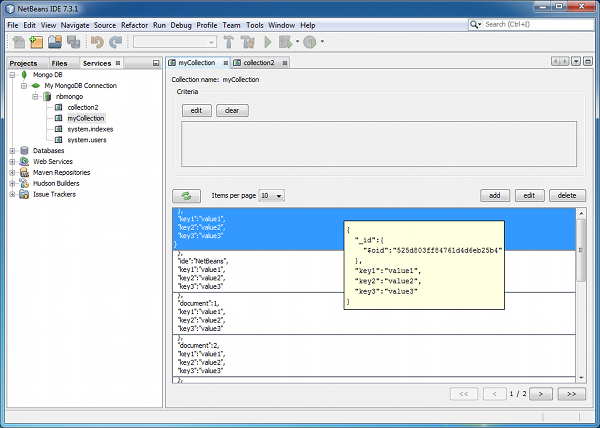 NetBeans IDE 7.3.1
File Edit View Navigate Source Refactor Run Debug Profile Team Tools Window Help
Search (Ctrl+I)
Projects Files Services
Mongo DB
My MongoDB Connection
nbmongo
collection2
myCollection
system.indexes
system.users
Databases
Web Services
Maven Repositories
Hudson Builders
Issue Trackers
myCollection collection2
Collection name: myCollection
Criteria
edit clear
Items per page 10 add edit delete
},
"key1":"value1",
"key2":"value2",
"key3":"value3"
}
},
"ide":"NetBeans",
"key1":"value1",
"key2":"value2",
"key3":"value3"
},
"document":1,
"key1":"value1",
"key2":"value2",
"key3":"value3"
},
"document":2,
"key1":"value1",
"key2":"value2",
"key3":"value3"
},
{
"_id":{
"$oid":"525d803ff84761d4d6eb25b4"
},
"key1":"value1",
"key2":"value2",
"key3":"value3"
}
<< < 1 / 2 > >>